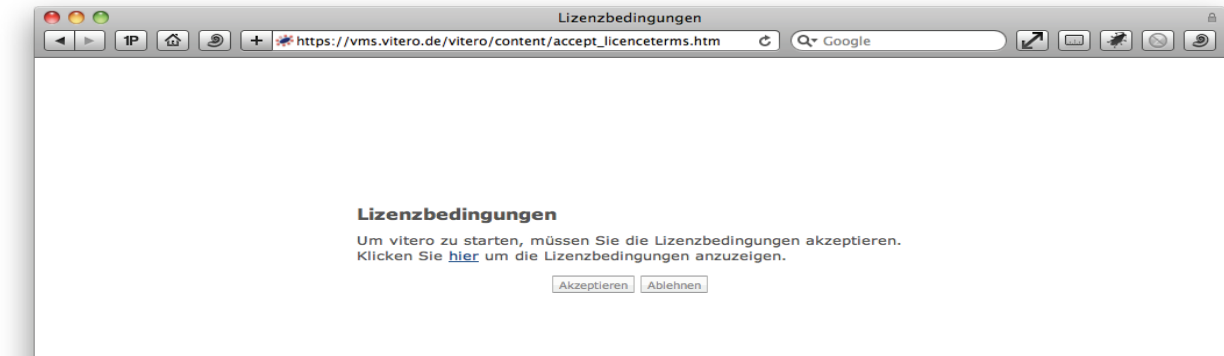 Lizenzbedingungen
1P
+
https://vms.vitero.de/vitero/content/accept_licenceterms.htm
Google
Lizenzbedingungen
Um vitero zu starten, müssen Sie die Lizenzbedingungen akzeptieren.
Klicken Sie hier um die Lizenzbedingungen anzuzeigen.
Akzeptieren Ablehnen